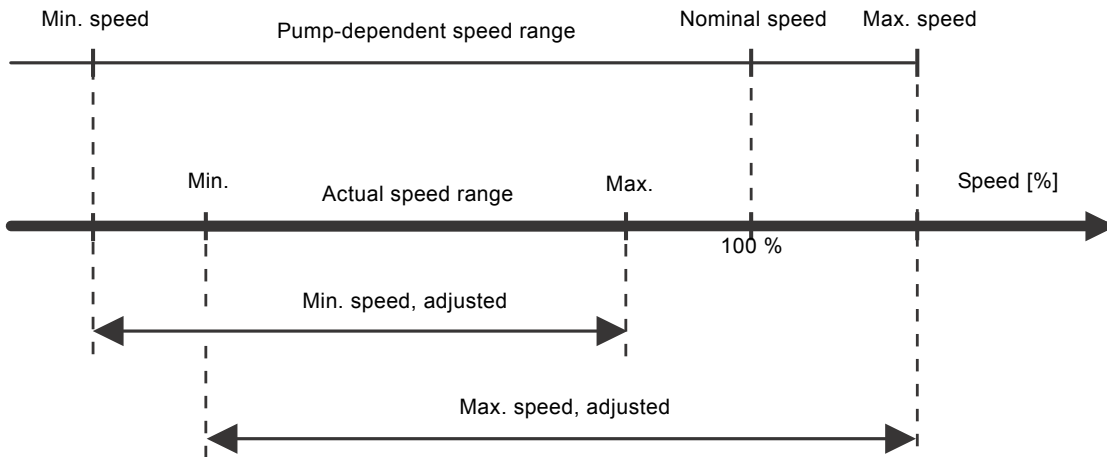 Min. speed
Pump-dependent speed range
Nominal speed
Max. speed
Min.
Actual speed range
Max.
Speed [%]
100 %
Min. speed, adjusted
Max. speed, adjusted